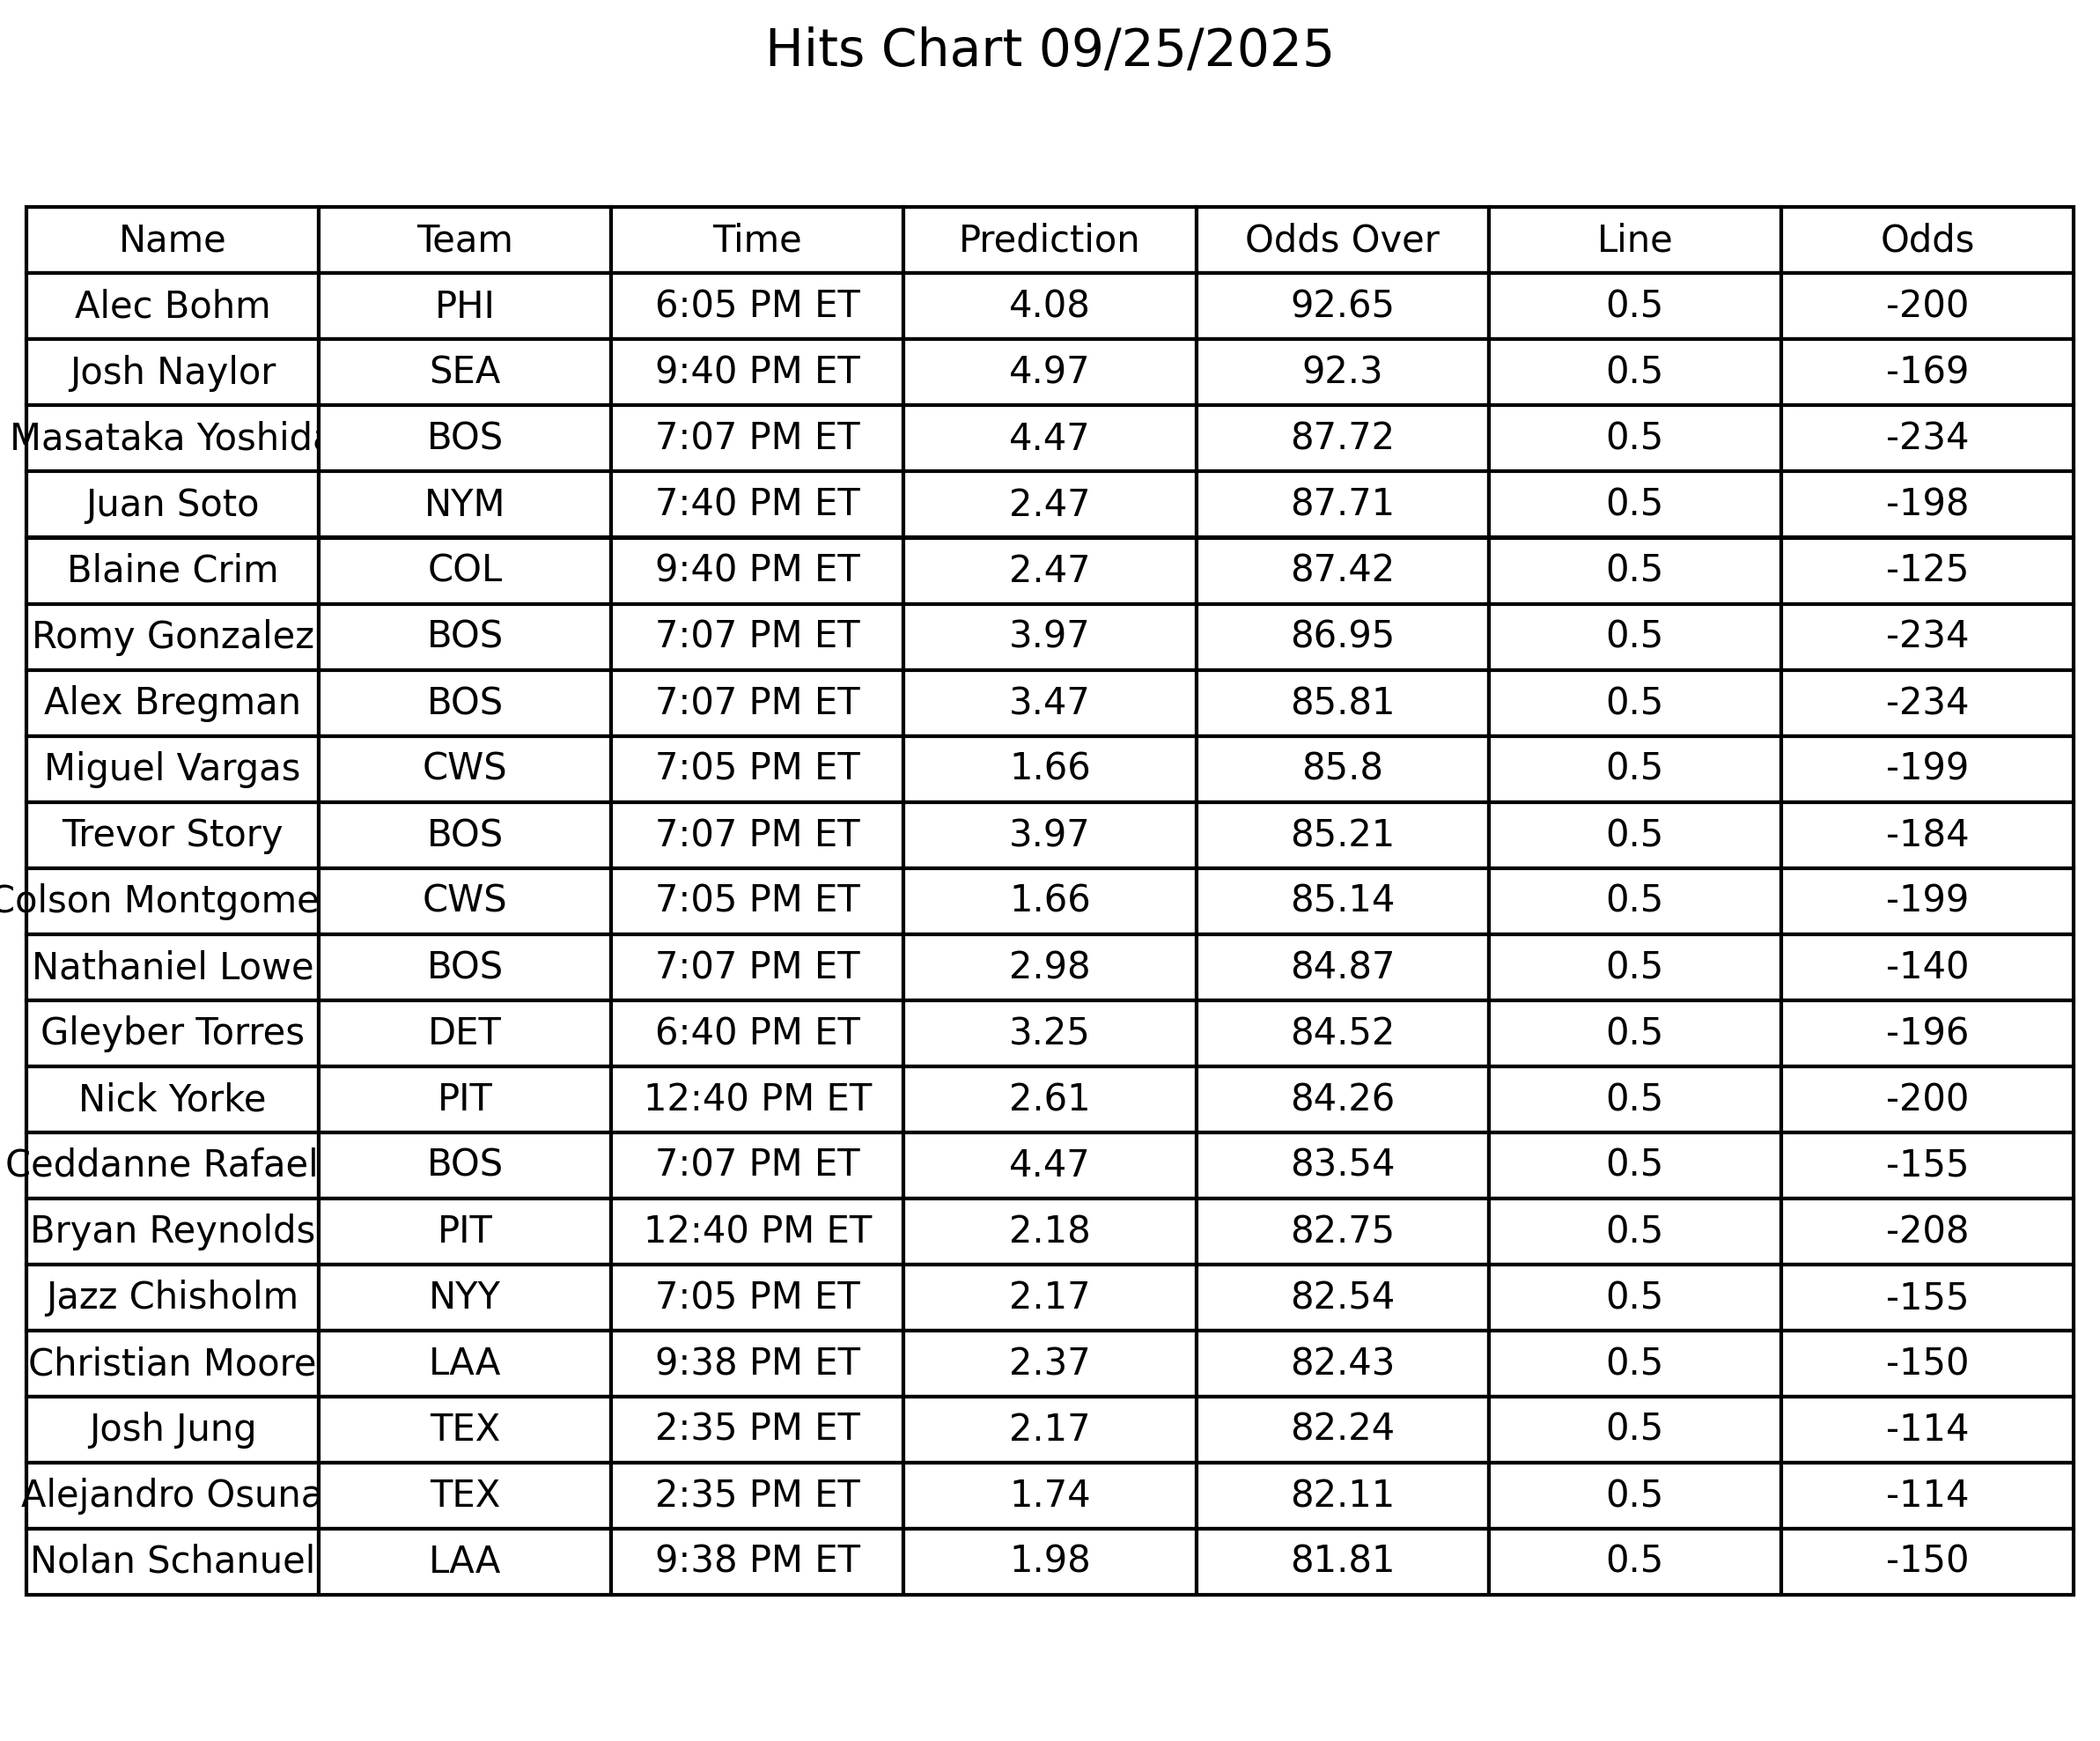 Hits Chart 09/25/2025
Name Team Time Prediction Odds Over Line Odds
Alec Bohm PHI 6:05 PM ET 4.08 92.65 0.5 -200
Josh Naylor SEA 9:40 PM ET 4.97 92.3 0.5 -169
Masataka Yoshida BOS 7:07 PM ET 4.47 87.72 0.5 -234
Juan Soto NYM 7:40 PM ET 2.47 87.71 0.5 -198
Blaine Crim COL 9:40 PM ET 2.47 87.42 0.5 -125
Romy Gonzalez BOS 7:07 PM ET 3.97 86.95 0.5 -234
Alex Bregman BOS 7:07 PM ET 3.47 85.81 0.5 -234
Miguel Vargas CWS 7:05 PM ET 1.66 85.8 0.5 -199
Trevor Story BOS 7:07 PM ET 3.97 85.21 0.5 -184
Colson Montgome CWS 7:05 PM ET 1.66 85.14 0.5 -199
Nathaniel Lowe BOS 7:07 PM ET 2.98 84.87 0.5 -140
Gleyber Torres DET 6:40 PM ET 3.25 84.52 0.5 -196
Nick Yorke PIT 12:40 PM ET 2.61 84.26 0.5 -200
Ceddanne Rafael BOS 7:07 PM ET 4.47 83.54 0.5 -155
Bryan Reynolds PIT 12:40 PM ET 2.18 82.75 0.5 -208
Jazz Chisholm NYY 7:05 PM ET 2.17 82.54 0.5 -155
Christian Moore LAA 9:38 PM ET 2.37 82.43 0.5 -150
Josh Jung TEX 2:35 PM ET 2.17 82.24 0.5 -114
Alejandro Osuna TEX 2:35 PM ET 1.74 82.11 0.5 -114
Nolan Schanuel LAA 9:38 PM ET 1.98 81.81 0.5 -150